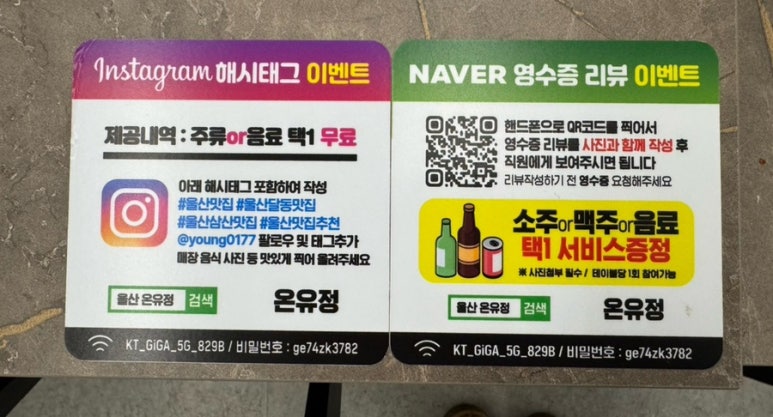 Instagram 해시태그 이벤트
제공내역 : 주류or음료 택1 무료
아래 해시태그 포함하여 작성
#울산맛집 #울산달동맛집
#울산삼산맛집 #울산맛집추천
@young0177 팔로우 및 태그추가
매장 음식 사진 등 맛있게 찍어 올려주세요
울산 온유정 검색
온유정
KT_GiGA_5G_829B / 비밀번호 : ge74zk3782
NAVER 영수증 리뷰 이벤트
핸드폰으로 QR코드를 찍어서
영수증 리뷰를 사진과 함께 작성 후
직원에게 보여주시면 됩니다
리뷰작성하기 전 영수증 요청해주세요
소주or맥주or음료
택1 서비스증정
※ 사진첨부 필수 / 테이블당 1회 참여가능
울산 온유정 검색
온유정
KT_GiGA_5G_829B / 비밀번호 : ge74zk3782